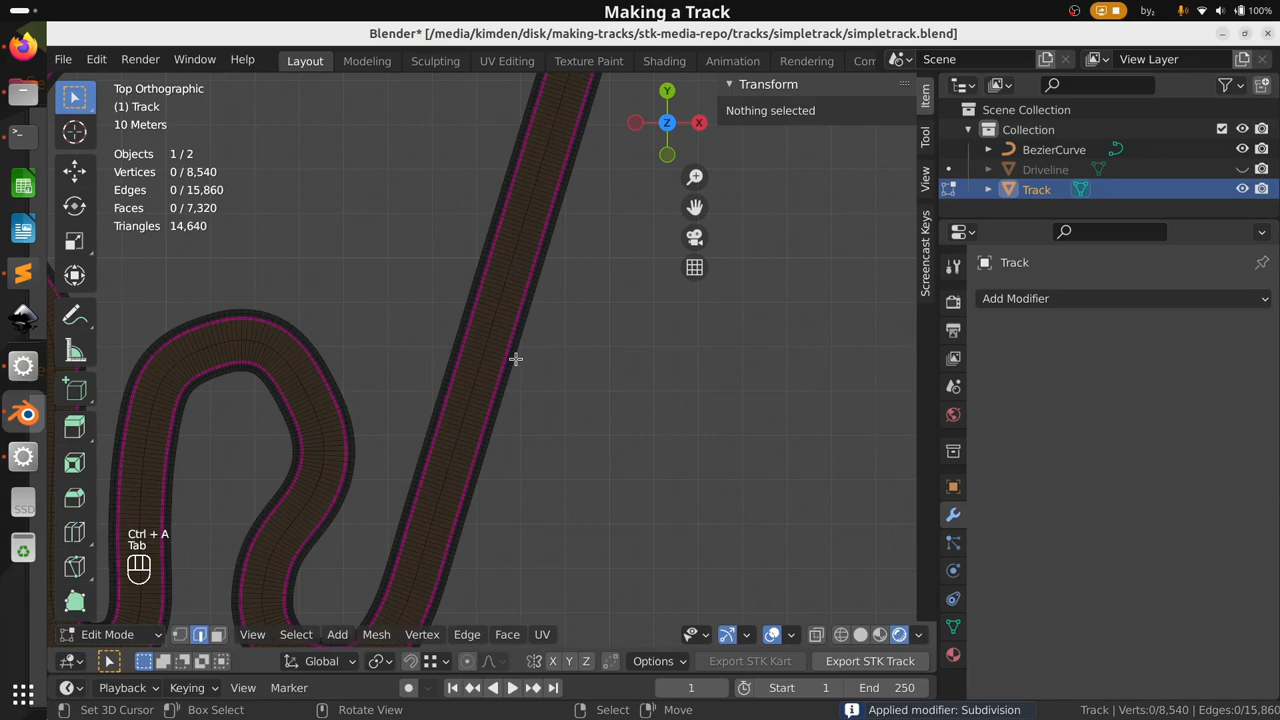 Making a Track
by₂
100%
Blender* [/media/kimden/disk/making-tracks/stk-media-repo/tracks/simpletrack/simpletrack.blend]
File Edit Render Window Help
Layout Modeling Sculpting UV Editing Texture Paint Shading Animation Rendering Com
Scene
View Layer
Top Orthographic
(1) Track
10 Meters
Objects 1 / 2
Vertices 0 / 8,540
Edges 0 / 15,860
Faces 0 / 7,320
Triangles 14,640
Y
Z
X
Transform
Nothing selected
Item
Tool
View
Screencast Keys
Scene Collection
Collection
BezierCurve
Driveline
Track
Track
Add Modifier
Ctrl + A
Tab
SSD
Edit Mode View Select Add Mesh Vertex Edge Face UV
Global X Y Z Options Export STK Kart Export STK Track
Playback Keying View Marker 1 Start 1 End 250
Set 3D Cursor Box Select Rotate View Select Move Applied modifier: Subdivision Track | Verts:0/8,540 | Edges:0/15,860